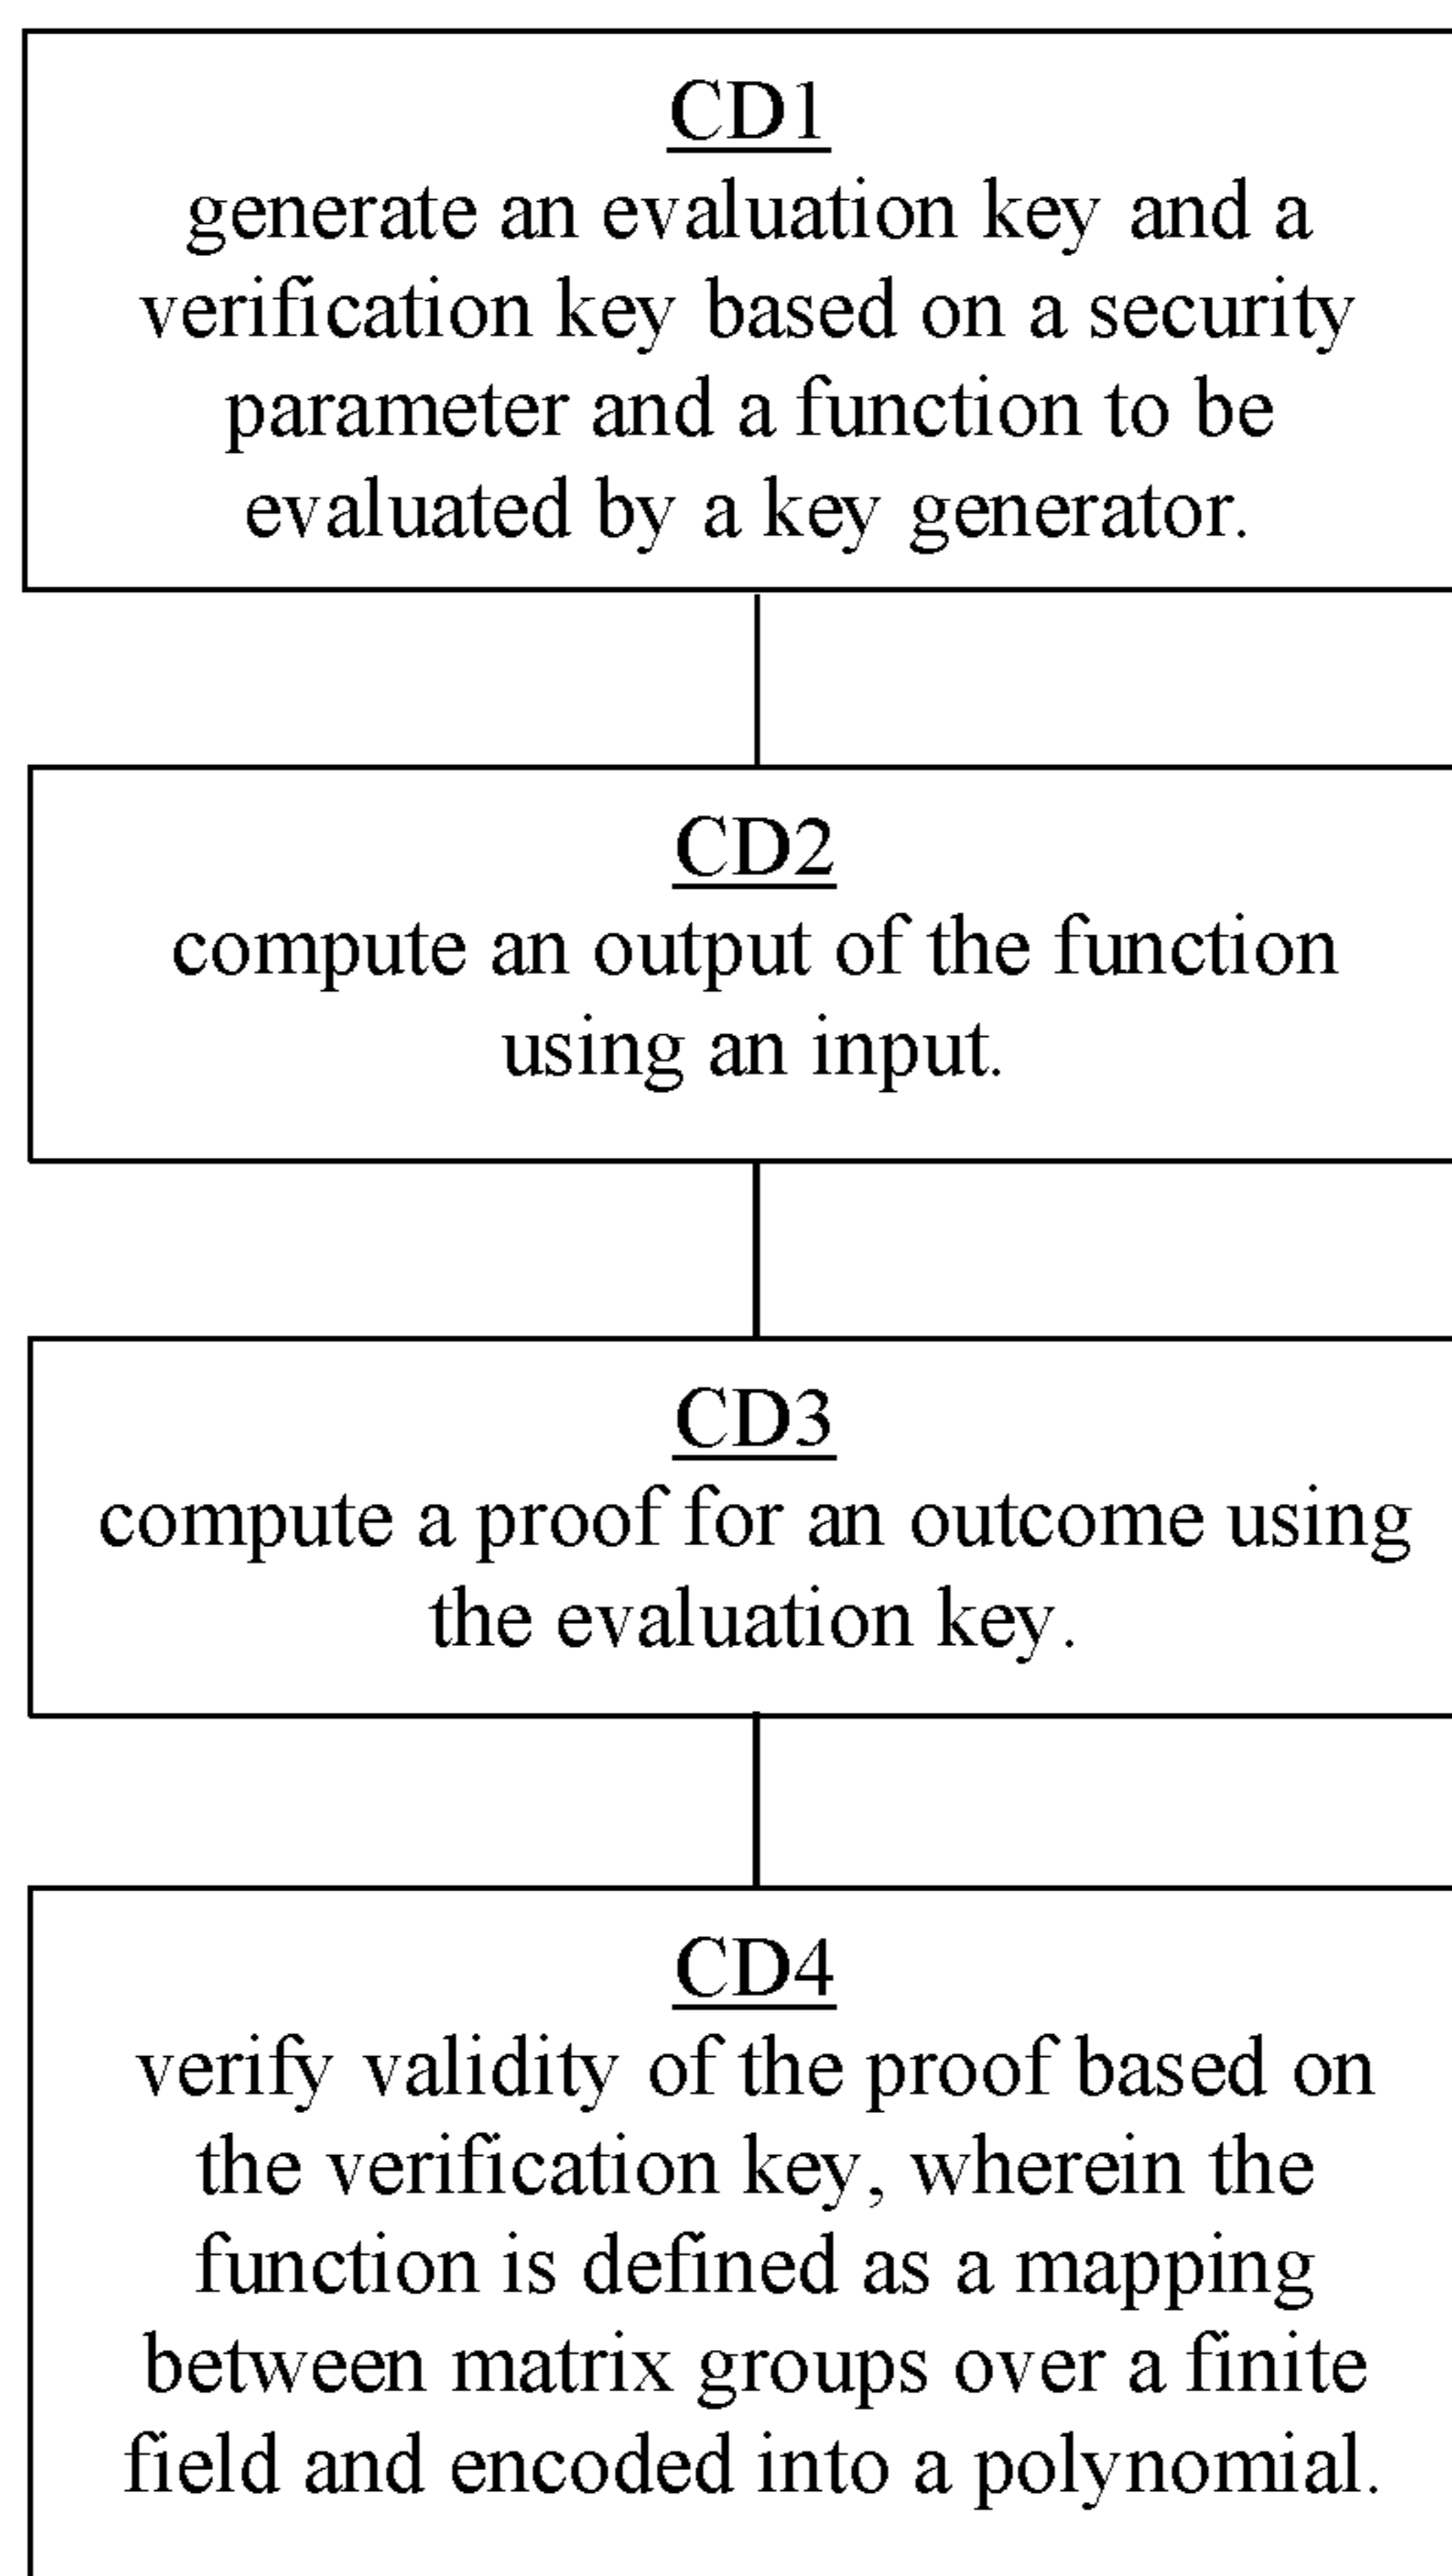 CD1
generate an evaluation key and a
verification key based on a security
parameter and a function to be
evaluated by a key generator.
CD2
compute an output of the function
using an input.
CD3
compute a proof for an outcome using
the evaluation key.
CD4
verify validity of the proof based on
the verification key, wherein the
function is defined as a mapping
between matrix groups over a finite
field and encoded into a polynomial.